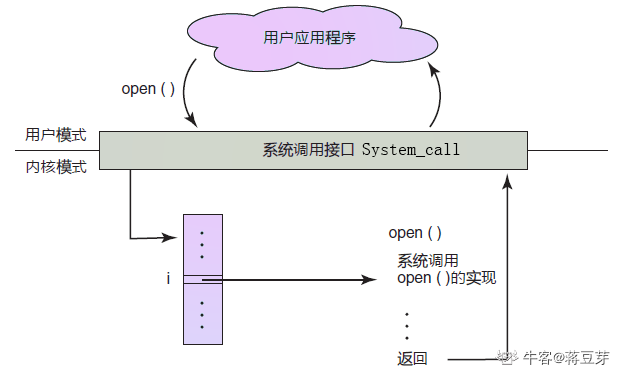 用户应用程序
open ( )
用户模式
系统调用接口 System_call
内核模式
open ( )
系统调用
i
open ( )的实现
返回
牛客@蒋豆芽